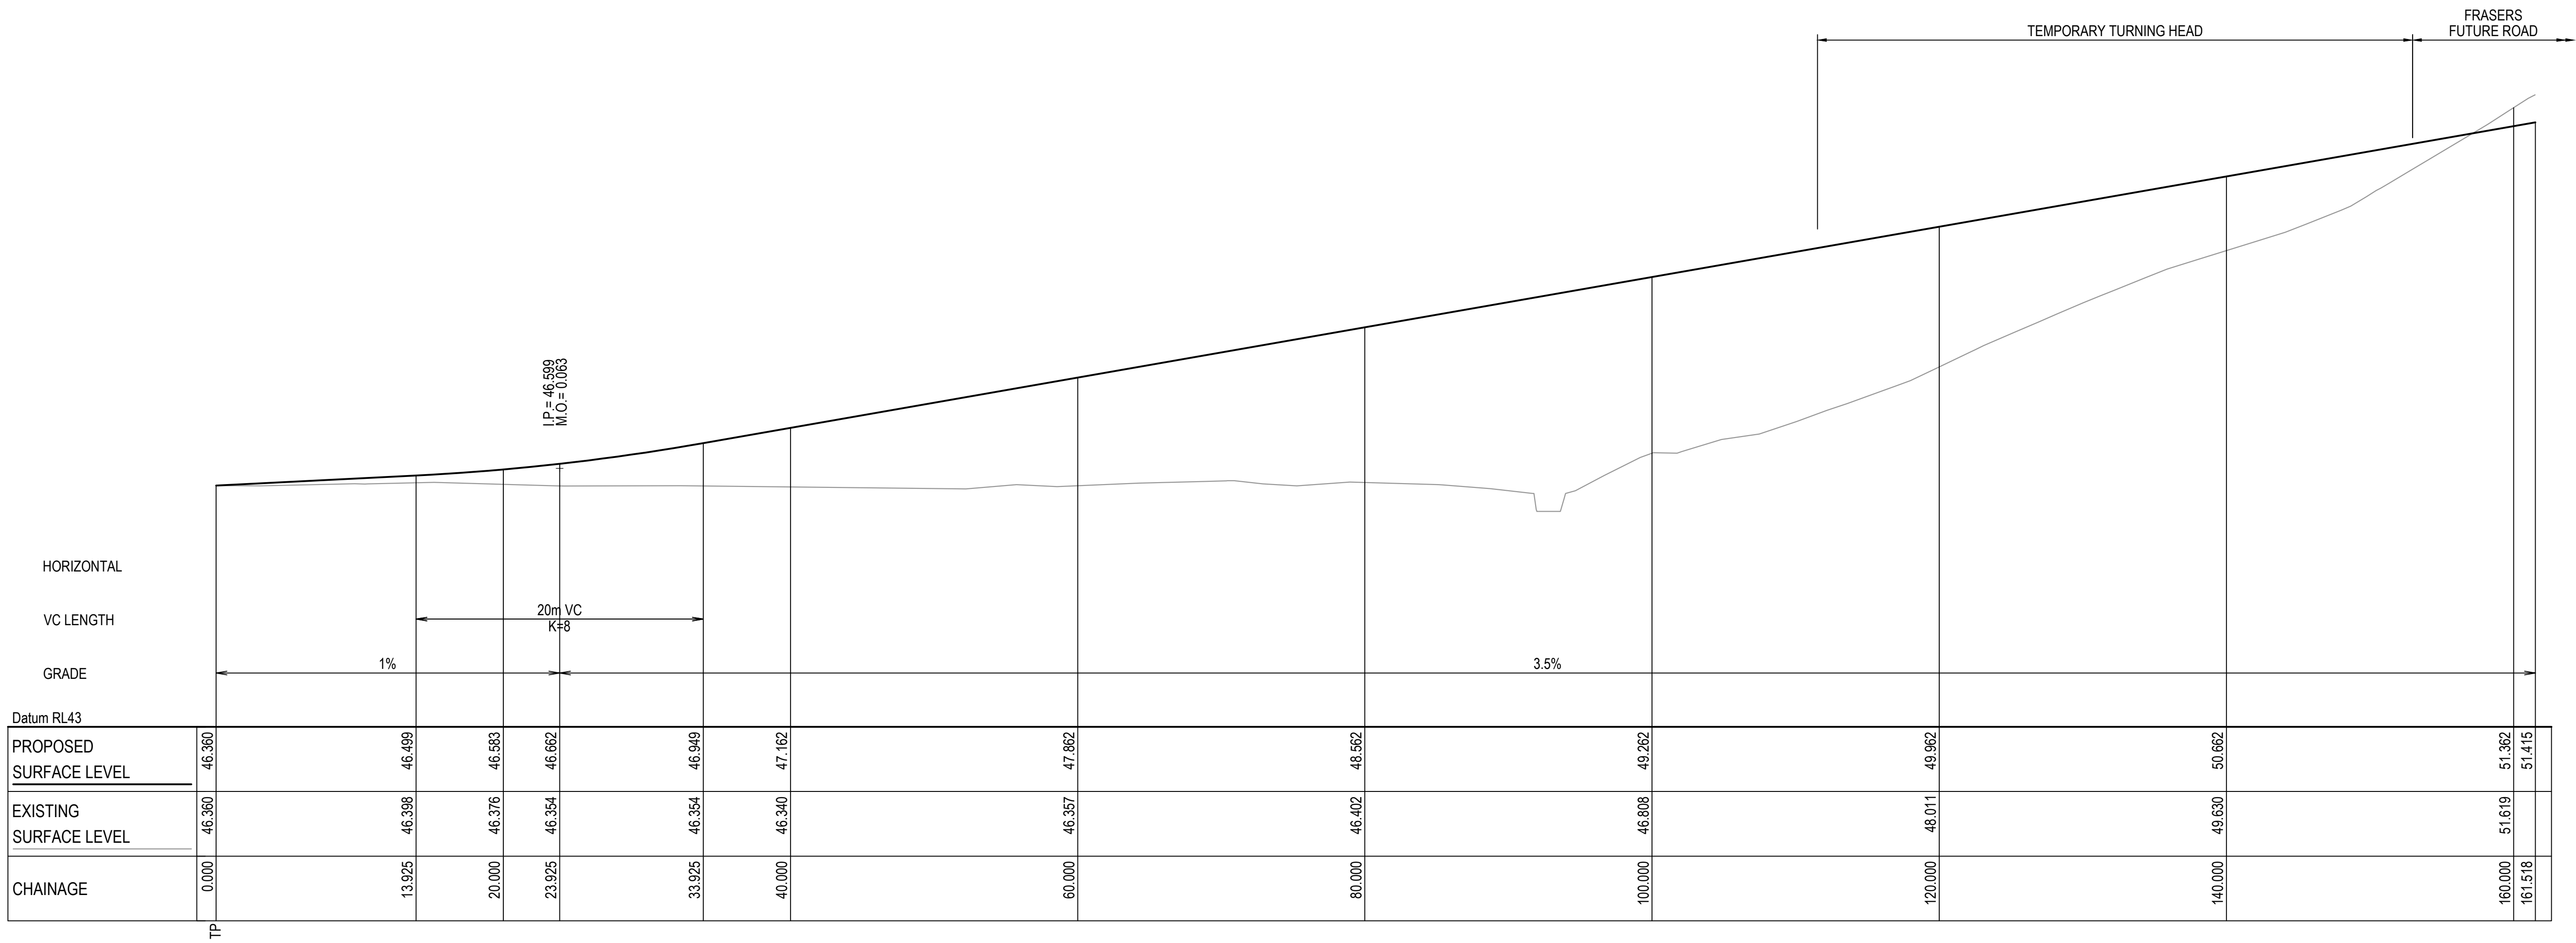 FRASERS
TEMPORARY TURNING HEAD
FUTURE ROAD
I.P.= 46.599
M.O.= 0.063
HORIZONTAL
VC LENGTH
20m VC
K=8
GRADE
1%
3.5%
Datum RL43
PROPOSED
SURFACE LEVEL
46.360
46.499
46.583
46.662
46.949
47.162
47.862
48.562
49.262
49.962
50.662
51.362
51.415
EXISTING
SURFACE LEVEL
46.360
46.398
46.376
46.354
46.354
46.340
46.357
46.402
46.808
48.011
49.630
51.619
CHAINAGE
0.000
13.925
20.000
23.925
33.925
40.000
60.000
80.000
100.000
120.000
140.000
160.000
161.518
TP